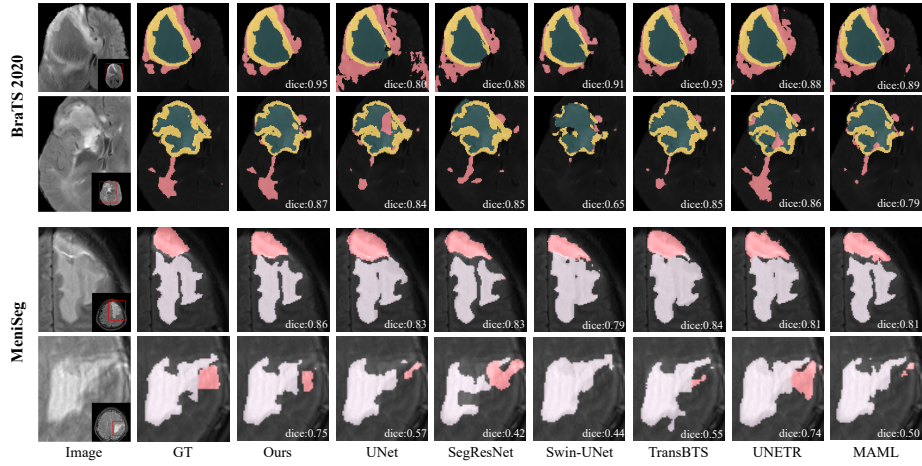 BraTS 2020
dice:0.95 dice:0.80 dice:0.88 dice:0.91 dice:0.93 dice:0.88 dice:0.89
dice:0.87 dice:0.84 dice:0.85 dice:0.65 dice:0.85 dice:0.86 dice:0.79
MeniSeg
dice:0.86 dice:0.83 dice:0.83 dice:0.79 dice:0.84 dice:0.81 dice:0.81
dice:0.75 dice:0.57 dice:0.42 dice:0.44 dice:0.55 dice:0.74 dice:0.50
Image GT Ours UNet SegResNet Swin-UNet TransBTS UNETR MAML